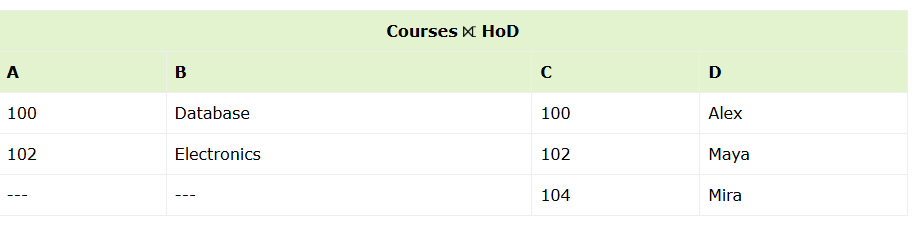 Courses ⟖ HoD
A B C D
100 Database 100 Alex
102 Electronics 102 Maya
--- --- 104 Mira